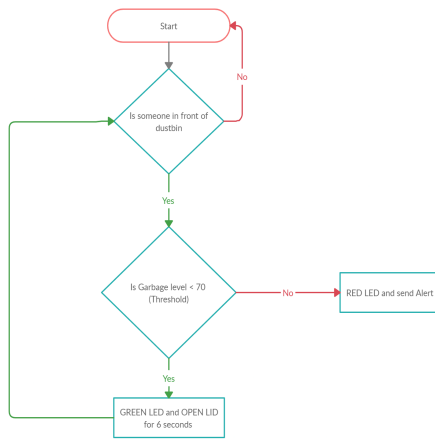 Start
No
Is someone in front of
dustbin
Yes
Is Garbage level < 70
(Threshold)
No
RED LED and send Alert
Yes
GREEN LED and OPEN LID
for 6 seconds